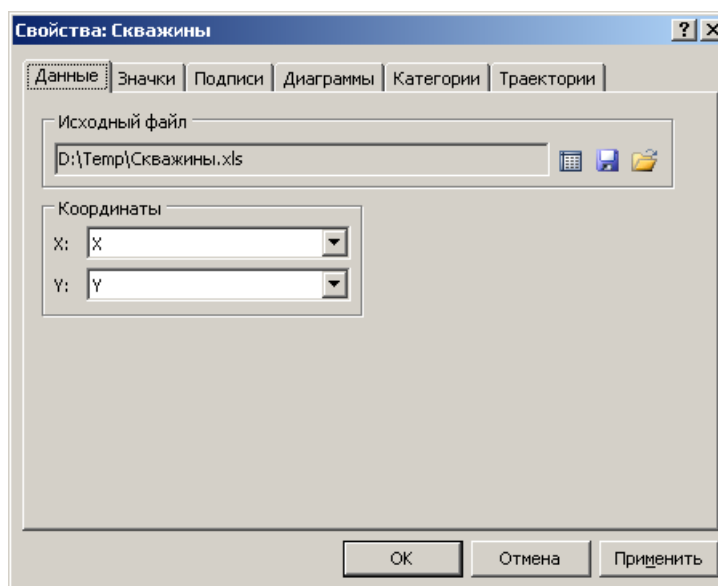 Свойства: Скважины
Данные Значки Подписи Диаграммы Категории Траектории
Исходный файл
D:\Temp\Скважины.xls
Координаты
X: X
Y: Y
OK Отмена Применить